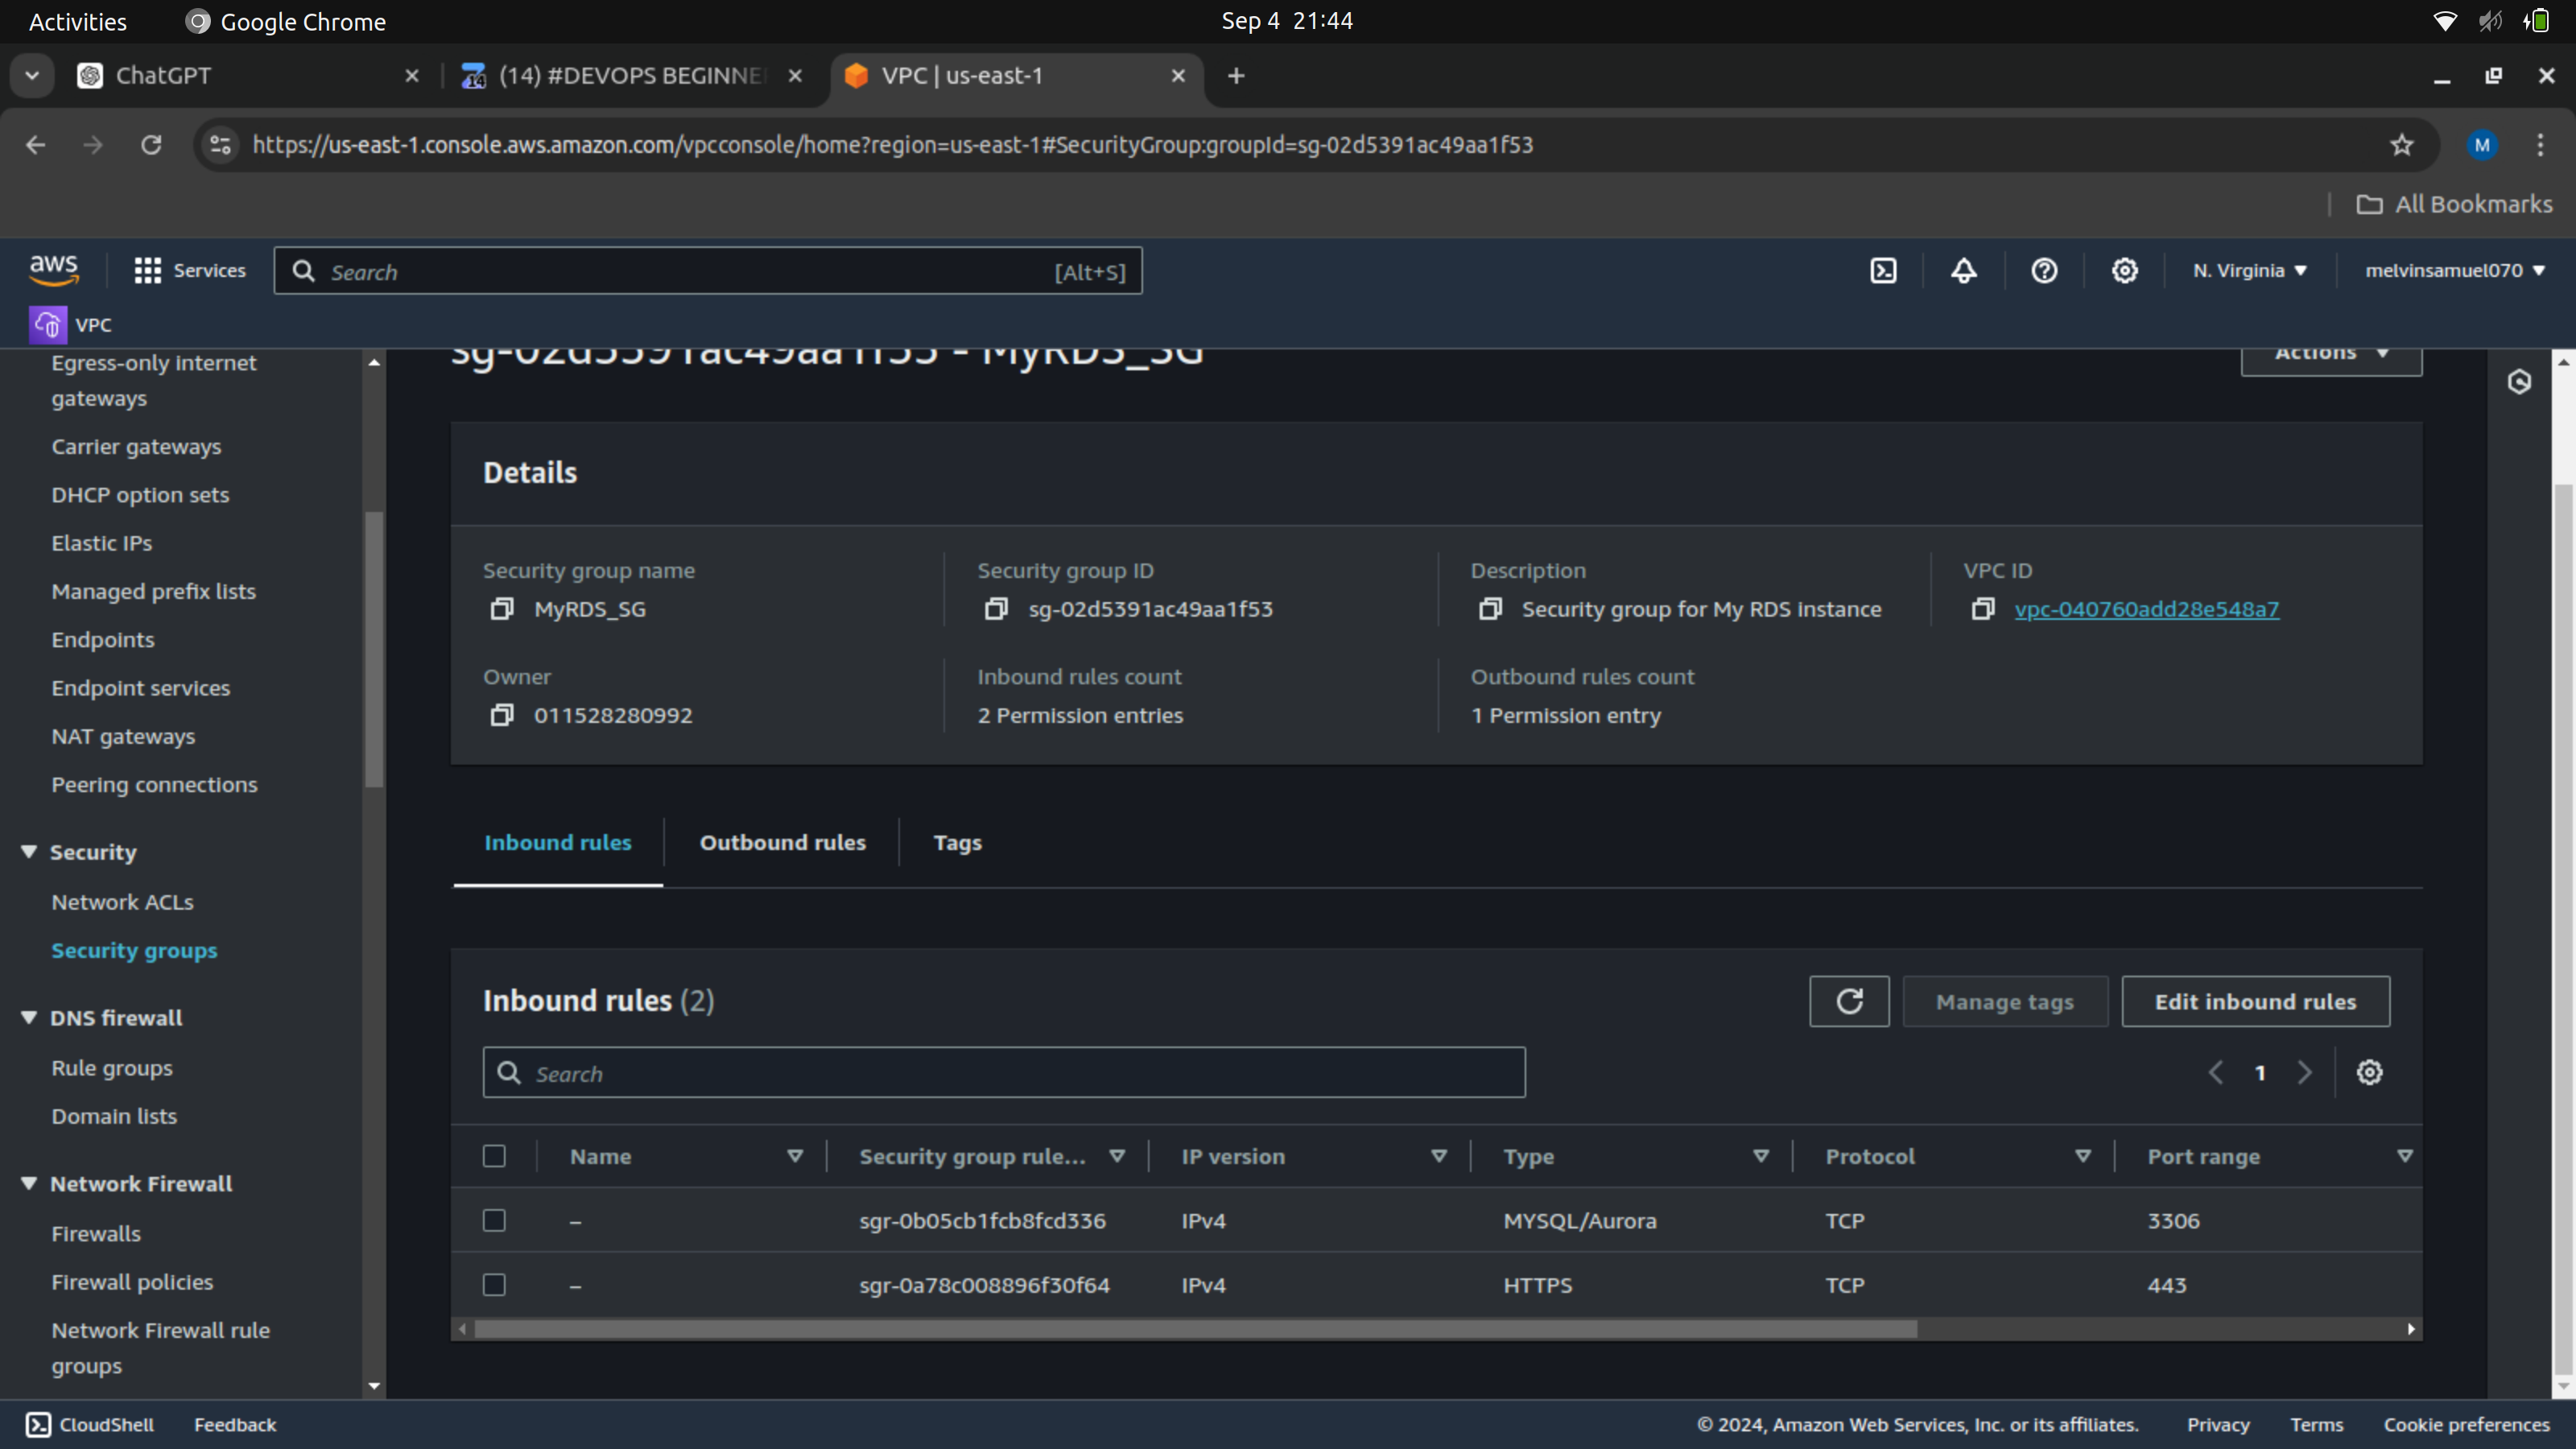 Activities
Google Chrome
Sep 4 21:44
ChatGPT
(14) #DEVOPS BEGINNE
VPC | us-east-1
https://us-east-1.console.aws.amazon.com/vpcconsole/home?region=us-east-1#SecurityGroup:groupId=sg-02d5391ac49aa1f53
M
All Bookmarks
aws
Services
Search
[Alt+S]
N. Virginia
melvinsamuel070
VPC
sg-02d5391ac49aa1f53 - MyRDS_SG
Actions
Egress-only internet
gateways
Carrier gateways
DHCP option sets
Elastic IPs
Managed prefix lists
Endpoints
Endpoint services
NAT gateways
Peering connections
Security
Network ACLs
Security groups
DNS firewall
Rule groups
Domain lists
Network Firewall
Firewalls
Firewall policies
Network Firewall rule
groups
Details
Security group name
MyRDS_SG
Security group ID
sg-02d5391ac49aa1f53
Description
Security group for My RDS instance
VPC ID
vpc-040760add28e548a7
Owner
011528280992
Inbound rules count
2 Permission entries
Outbound rules count
1 Permission entry
Inbound rules
Outbound rules
Tags
Inbound rules (2)
Manage tags
Edit inbound rules
Search
1
Name
Security group rule...
IP version
Type
Protocol
Port range
– sgr-0b05cb1fcb8fcd336 IPv4 MYSQL/Aurora TCP 3306
– sgr-0a78c008896f30f64 IPv4 HTTPS TCP 443
CloudShell
Feedback
© 2024, Amazon Web Services, Inc. or its affiliates.
Privacy
Terms
Cookie preferences